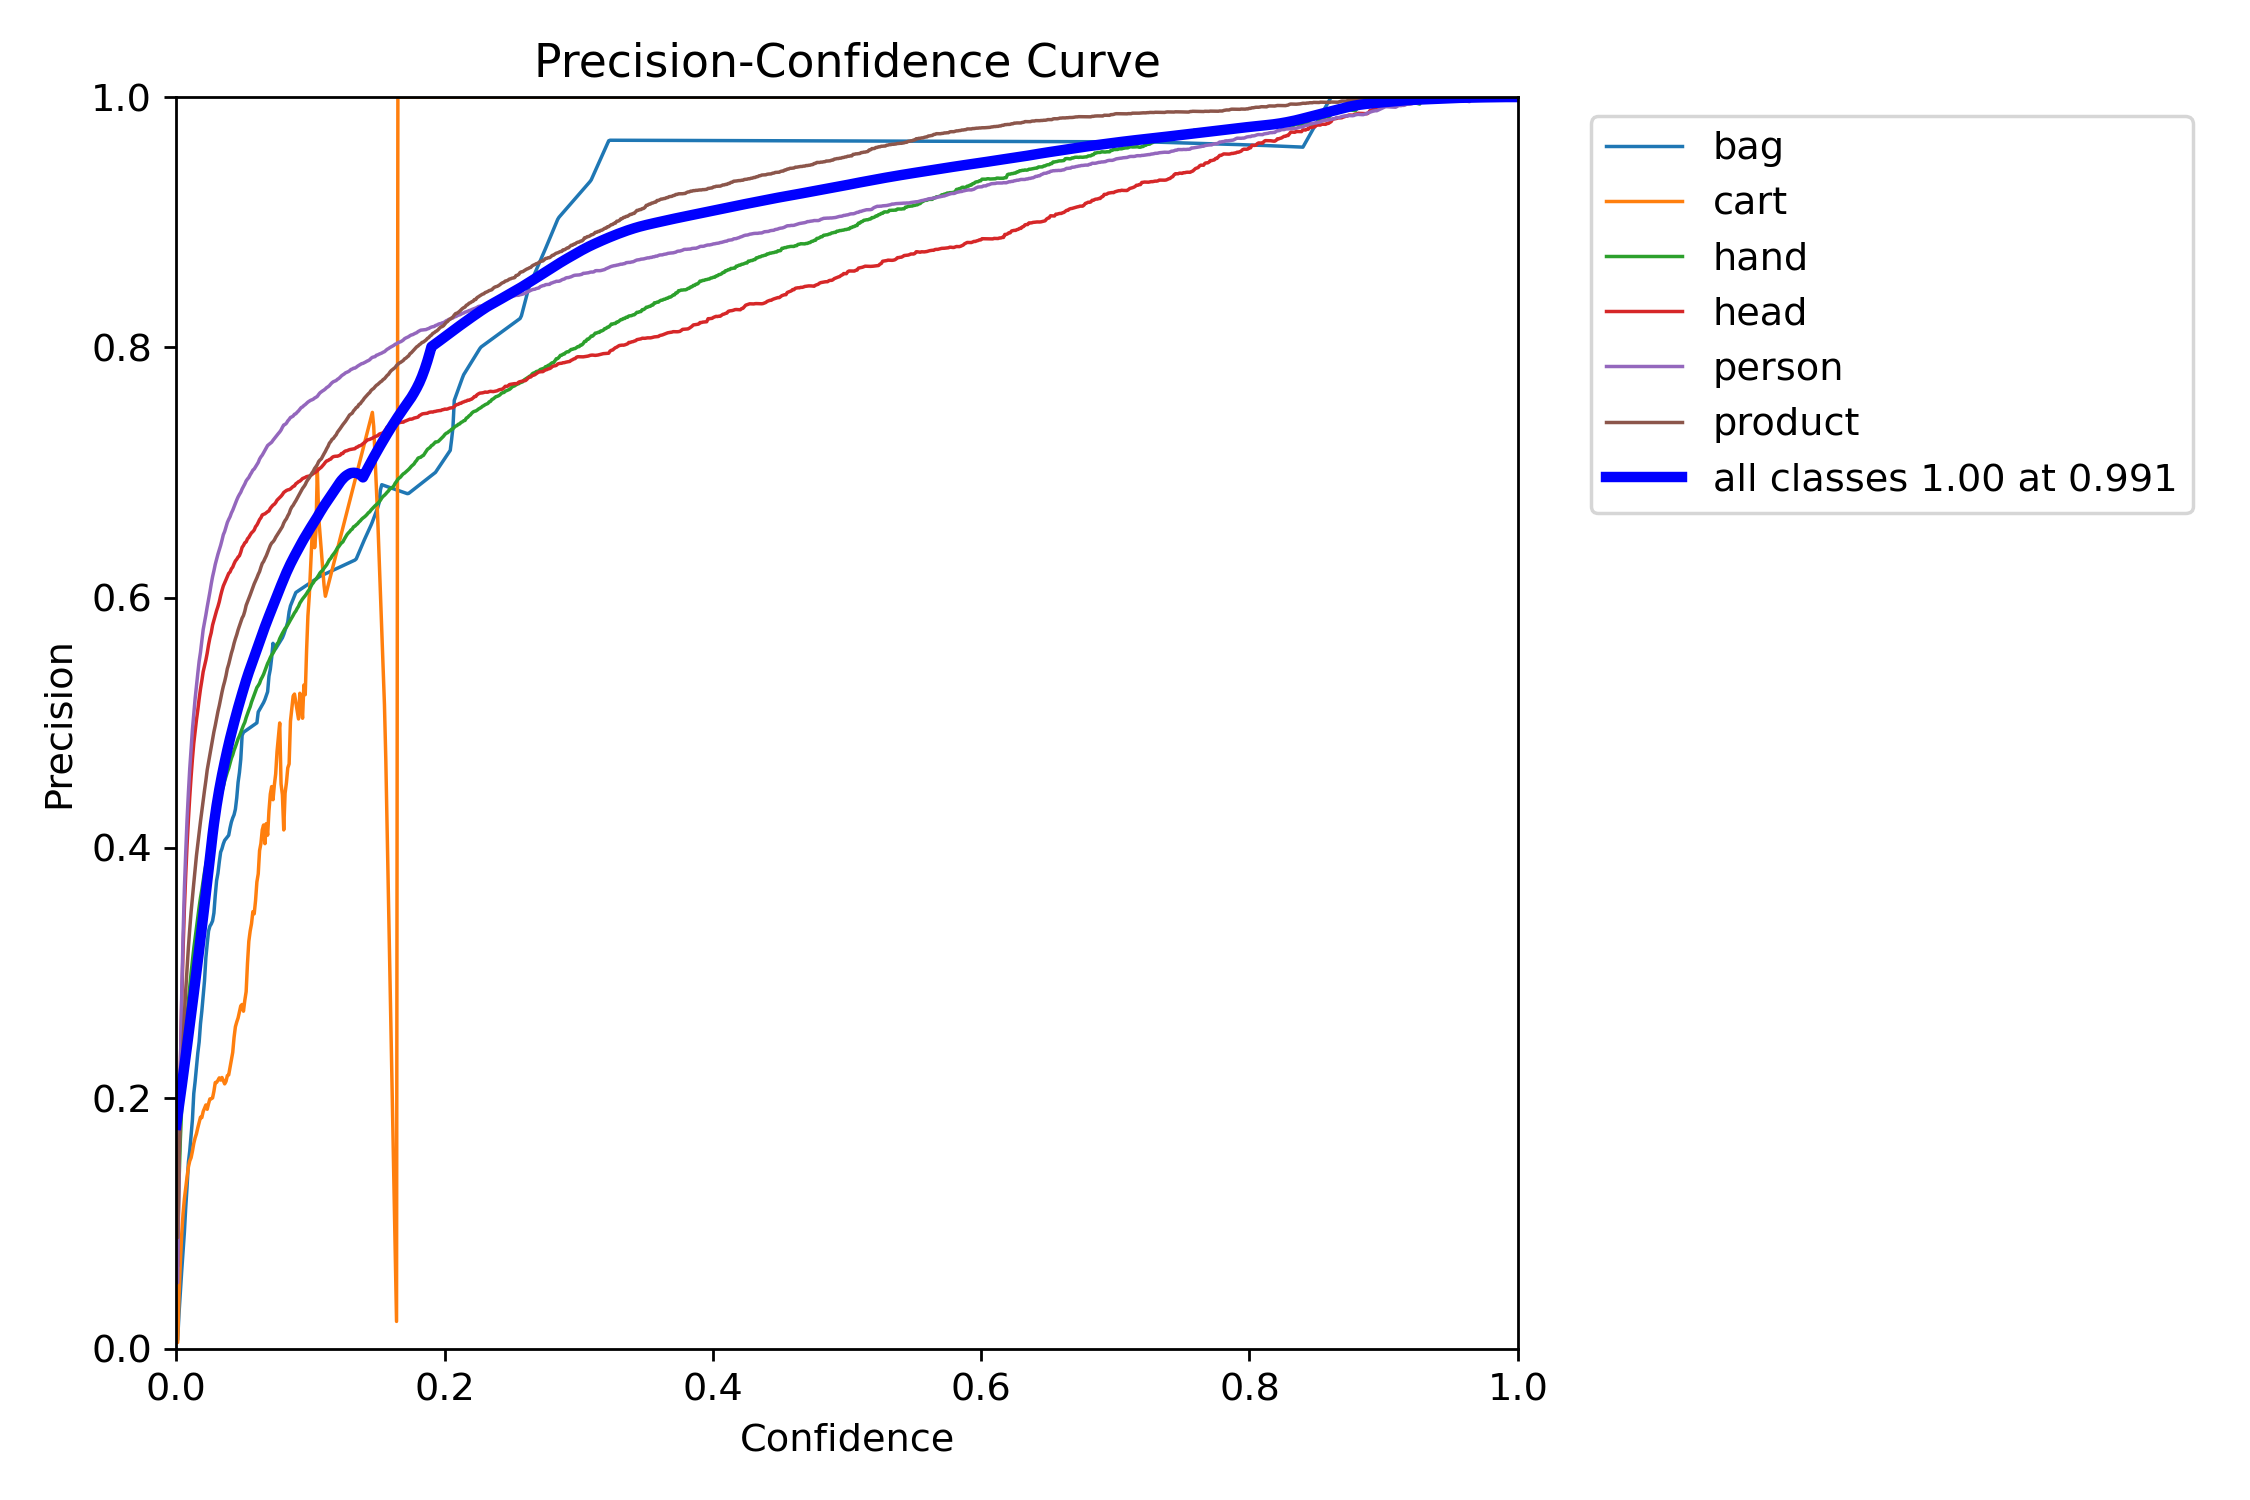 Precision-Confidence Curve
1.0
0.8
0.6
0.4
0.2
0.0
Precision
0.0 0.2 0.4 0.6 0.8 1.0
Confidence
bag
cart
hand
head
person
product
all classes 1.00 at 0.991